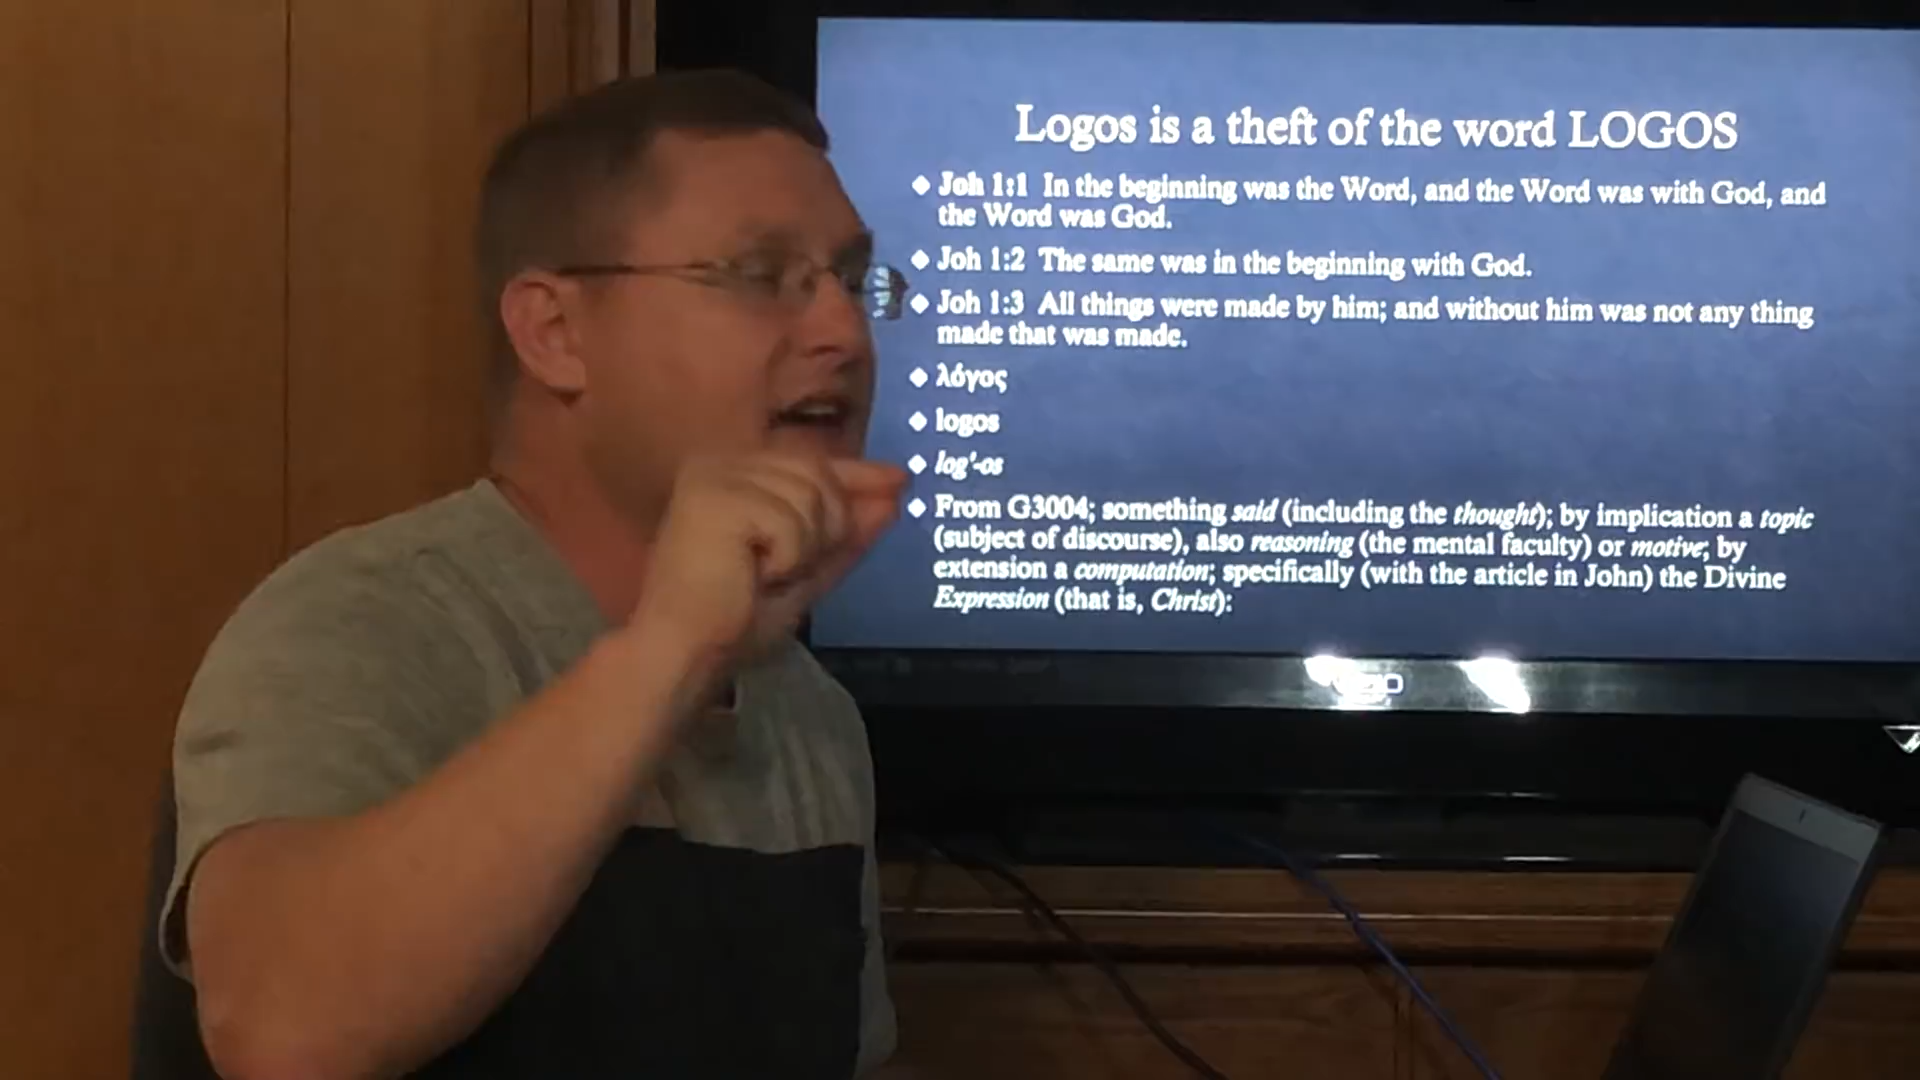 Logos is a theft of the word LOGOS
Joh 1:1 In the beginning was the Word, and the Word was with God, and
the Word was God.
Joh 1:2 The same was in the beginning with God.
Joh 1:3 All things were made by him; and without him was not any thing
made that was made.
λόγος
logos
log'-os
From G3004; something said (including the thought); by implication a topic
(subject of discourse), also reasoning (the mental faculty) or motive; by
extension a computation; specifically (with the article in John) the Divine
Expression (that is, Christ):